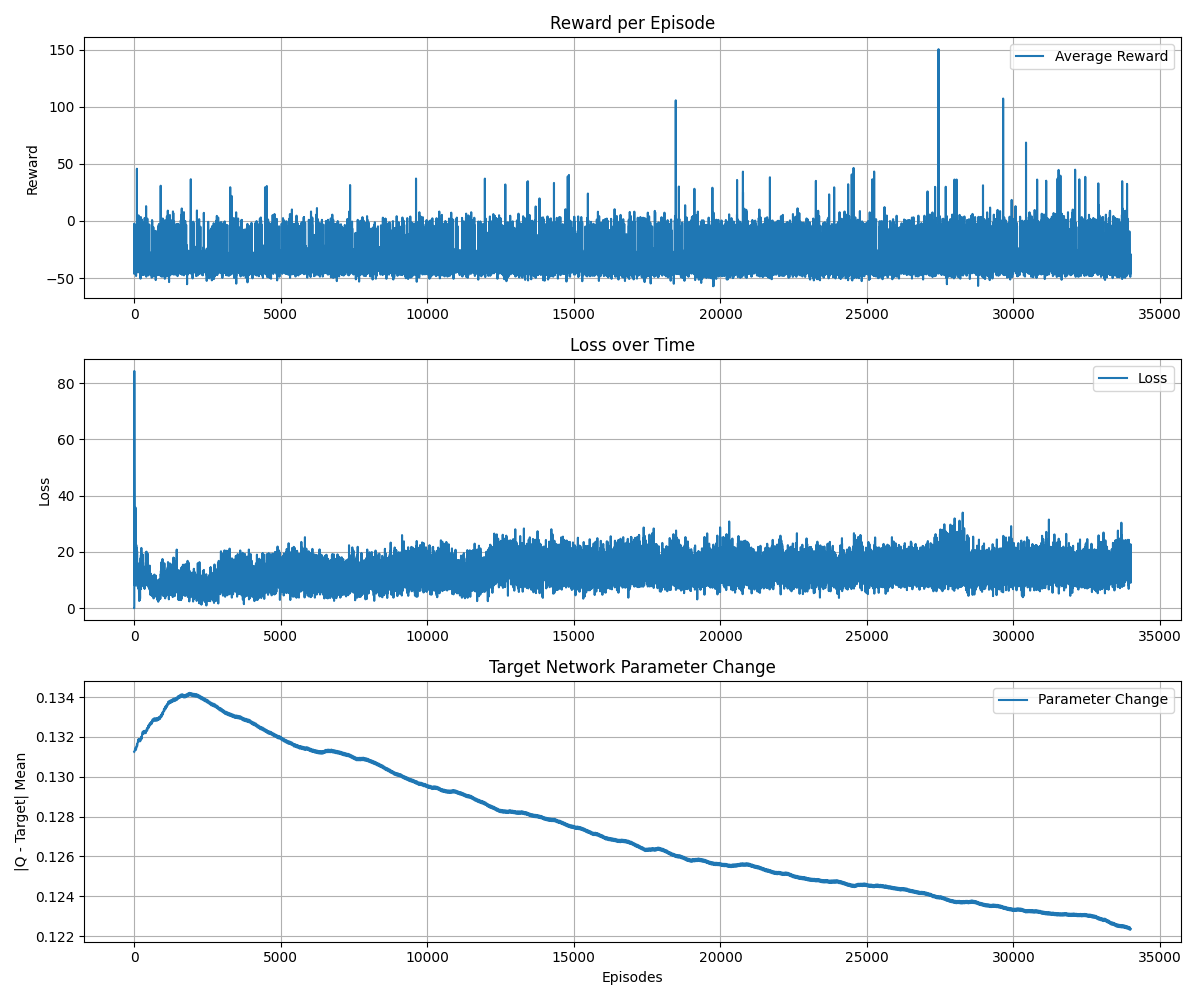 Reward per Episode
Average Reward
Reward
150
100
50
0
−50
0 5000 10000 15000 20000 25000 30000 35000
Loss over Time
Loss
Loss
80
60
40
20
0
0 5000 10000 15000 20000 25000 30000 35000
Target Network Parameter Change
Parameter Change
|Q - Target| Mean
0.134
0.132
0.130
0.128
0.126
0.124
0.122
0 5000 10000 15000 20000 25000 30000 35000
Episodes